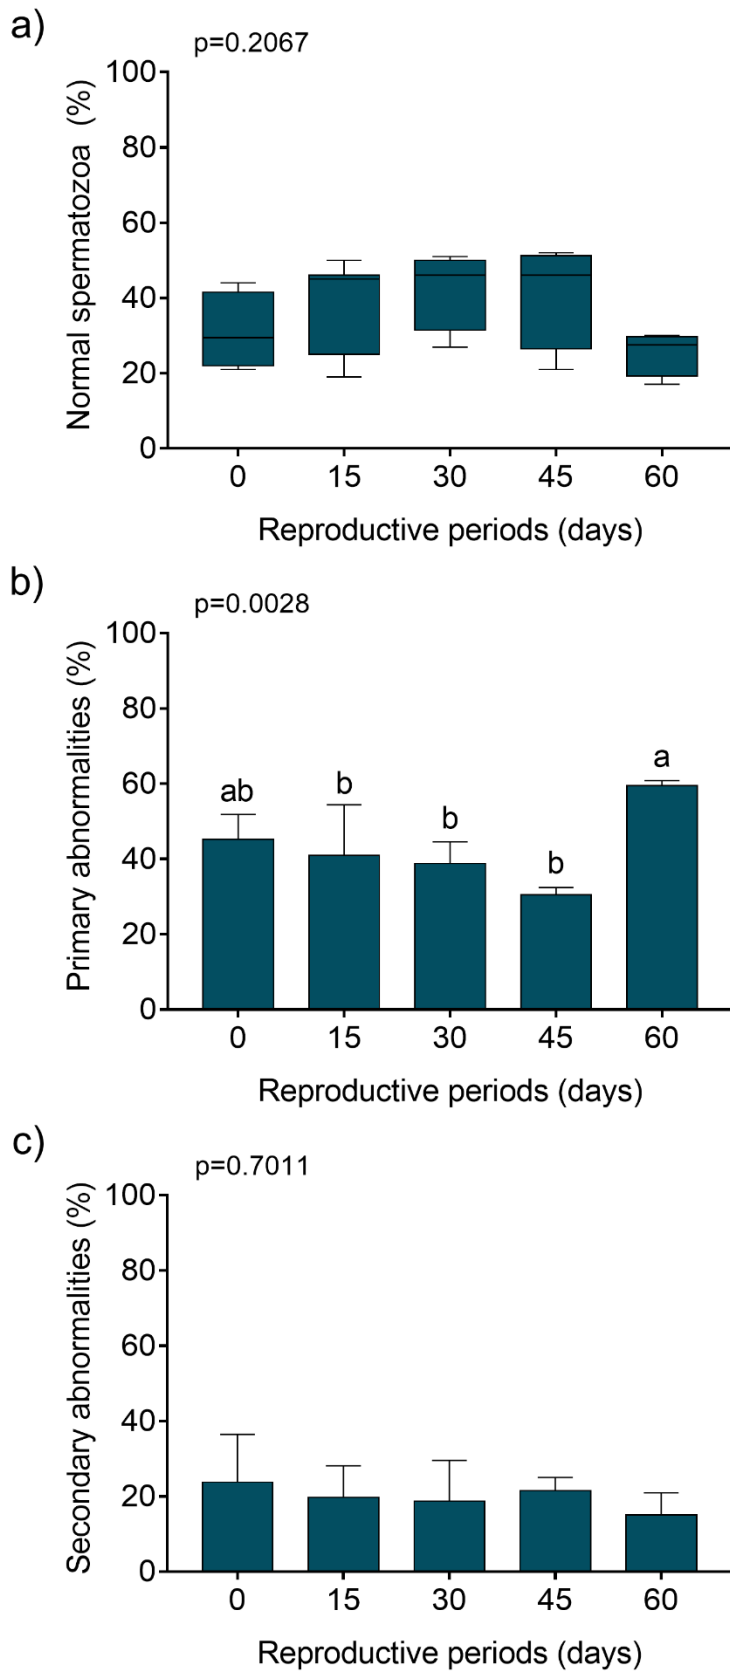 a)
p=0.2067
Normal spermatozoa (%)
100
80
60
40
20
0
0 15 30 45 60
Reproductive periods (days)
b)
p=0.0028
Primary abnormalities (%)
100
80
60
40
20
0
ab b b b a
0 15 30 45 60
Reproductive periods (days)
c)
p=0.7011
Secondary abnormalities (%)
100
80
60
40
20
0
0 15 30 45 60
Reproductive periods (days)